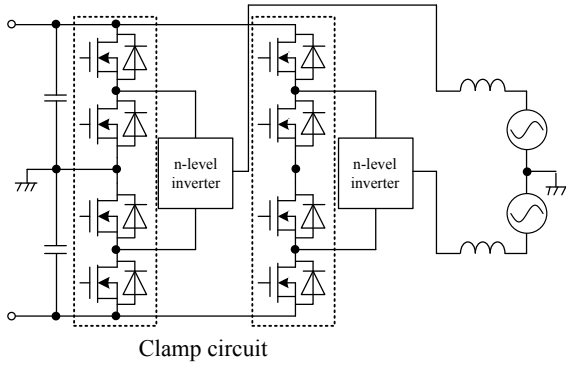 n-level
inverter
n-level
inverter
Clamp circuit